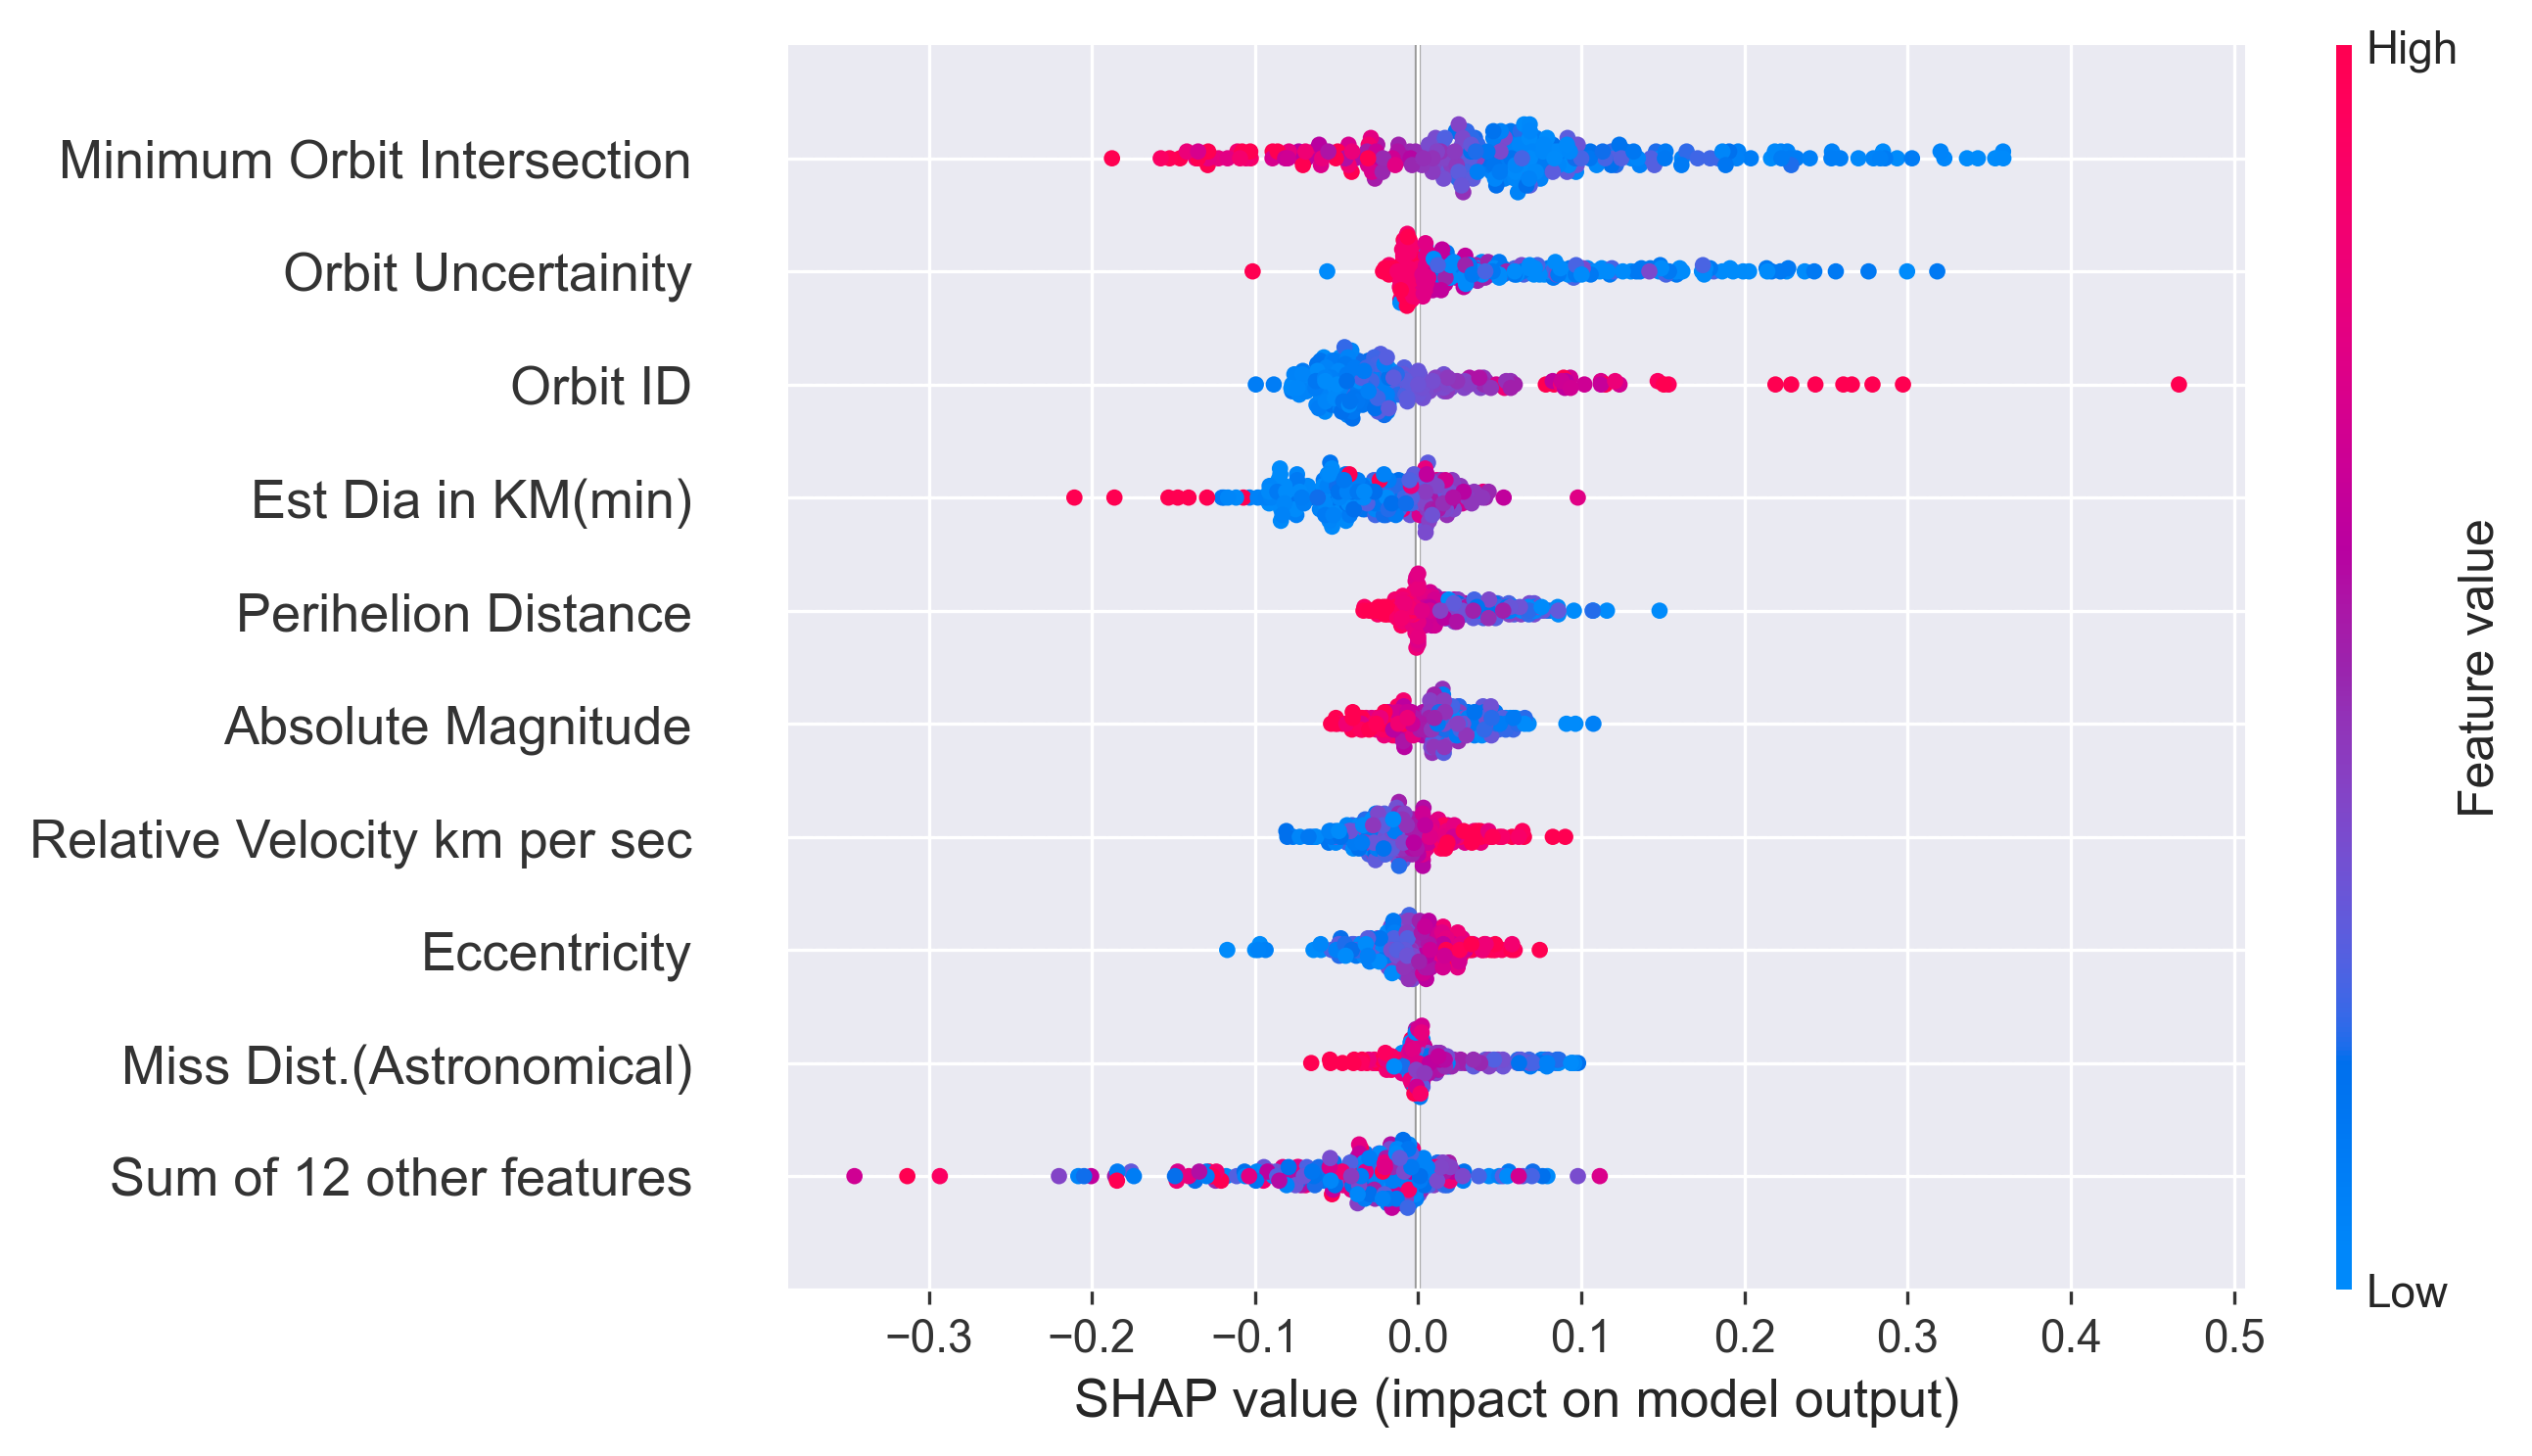 High
Minimum Orbit Intersection
Orbit Uncertainity
Orbit ID
Est Dia in KM(min)
Perihelion Distance
Absolute Magnitude
Relative Velocity km per sec
Eccentricity
Miss Dist.(Astronomical)
Sum of 12 other features
Feature value
Low
−0.3 −0.2 −0.1 0.0 0.1 0.2 0.3 0.4 0.5
SHAP value (impact on model output)